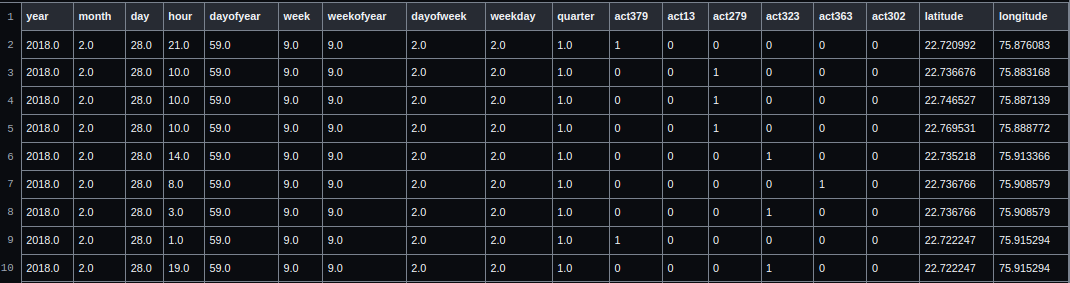 1 year month day hour dayofyear week weekofyear dayofweek weekday quarter act379 act13 act279 act323 act363 act302 latitude longitude
2 2018.0 2.0 28.0 21.0 59.0 9.0 9.0 2.0 2.0 1.0 1 0 0 0 0 0 22.720992 75.876083
3 2018.0 2.0 28.0 10.0 59.0 9.0 9.0 2.0 2.0 1.0 0 0 1 0 0 0 22.736676 75.883168
4 2018.0 2.0 28.0 10.0 59.0 9.0 9.0 2.0 2.0 1.0 0 0 1 0 0 0 22.746527 75.887139
5 2018.0 2.0 28.0 10.0 59.0 9.0 9.0 2.0 2.0 1.0 0 0 1 0 0 0 22.769531 75.888772
6 2018.0 2.0 28.0 14.0 59.0 9.0 9.0 2.0 2.0 1.0 0 0 0 1 0 0 22.735218 75.913366
7 2018.0 2.0 28.0 8.0 59.0 9.0 9.0 2.0 2.0 1.0 0 0 0 0 1 0 22.736766 75.908579
8 2018.0 2.0 28.0 3.0 59.0 9.0 9.0 2.0 2.0 1.0 0 0 0 1 0 0 22.736766 75.908579
9 2018.0 2.0 28.0 1.0 59.0 9.0 9.0 2.0 2.0 1.0 1 0 0 0 0 0 22.722247 75.915294
10 2018.0 2.0 28.0 19.0 59.0 9.0 9.0 2.0 2.0 1.0 0 0 0 1 0 0 22.722247 75.915294